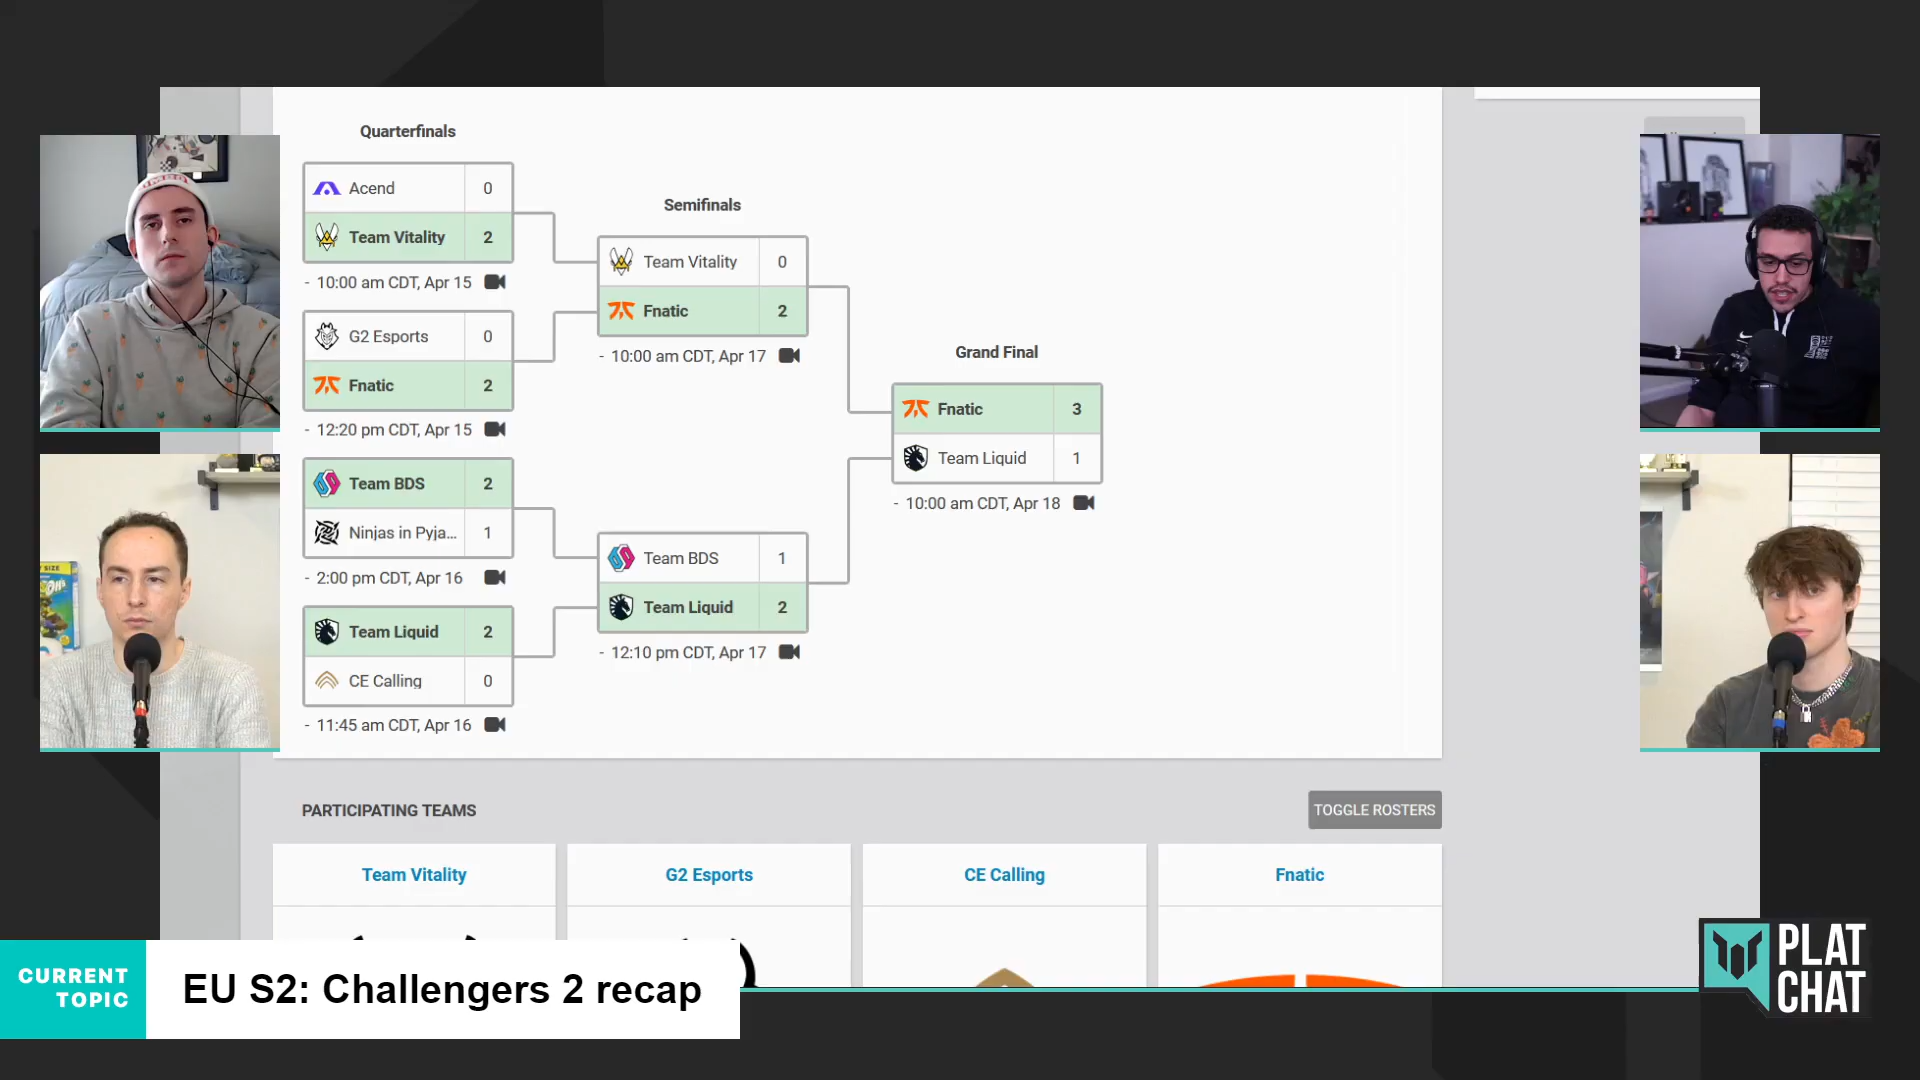 Quarterfinals
Acend 0
Team Vitality 2
- 10:00 am CDT, Apr 15
G2 Esports 0
Fnatic 2
- 12:20 pm CDT, Apr 15
Team BDS 2
Ninjas in Pyja... 1
- 2:00 pm CDT, Apr 16
Team Liquid 2
CE Calling 0
- 11:45 am CDT, Apr 16
Semifinals
Team Vitality 0
Fnatic 2
- 10:00 am CDT, Apr 17
Team BDS 1
Team Liquid 2
- 12:10 pm CDT, Apr 17
Grand Final
Fnatic 3
Team Liquid 1
- 10:00 am CDT, Apr 18
PARTICIPATING TEAMS
TOGGLE ROSTERS
Team Vitality
G2 Esports
CE Calling
Fnatic
CURRENT
TOPIC
EU S2: Challengers 2 recap
PLAT
CHAT